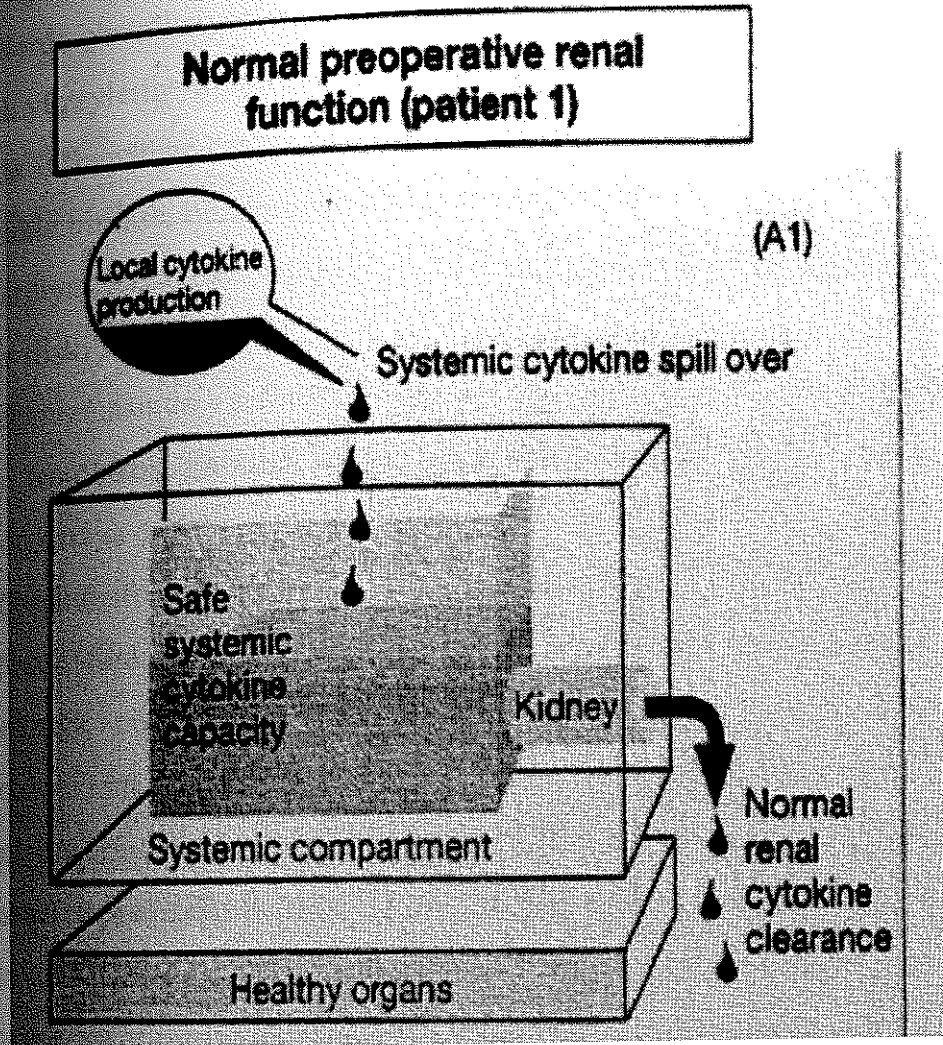 Normal preoperative renal
function (patient 1)
(A1)
Local cytokine
production
Systemic cytokine spill over
Safe
systemic
cytokine
capacity
Kidney
Normal
renal
cytokine
clearance
Systemic compartment
Healthy organs